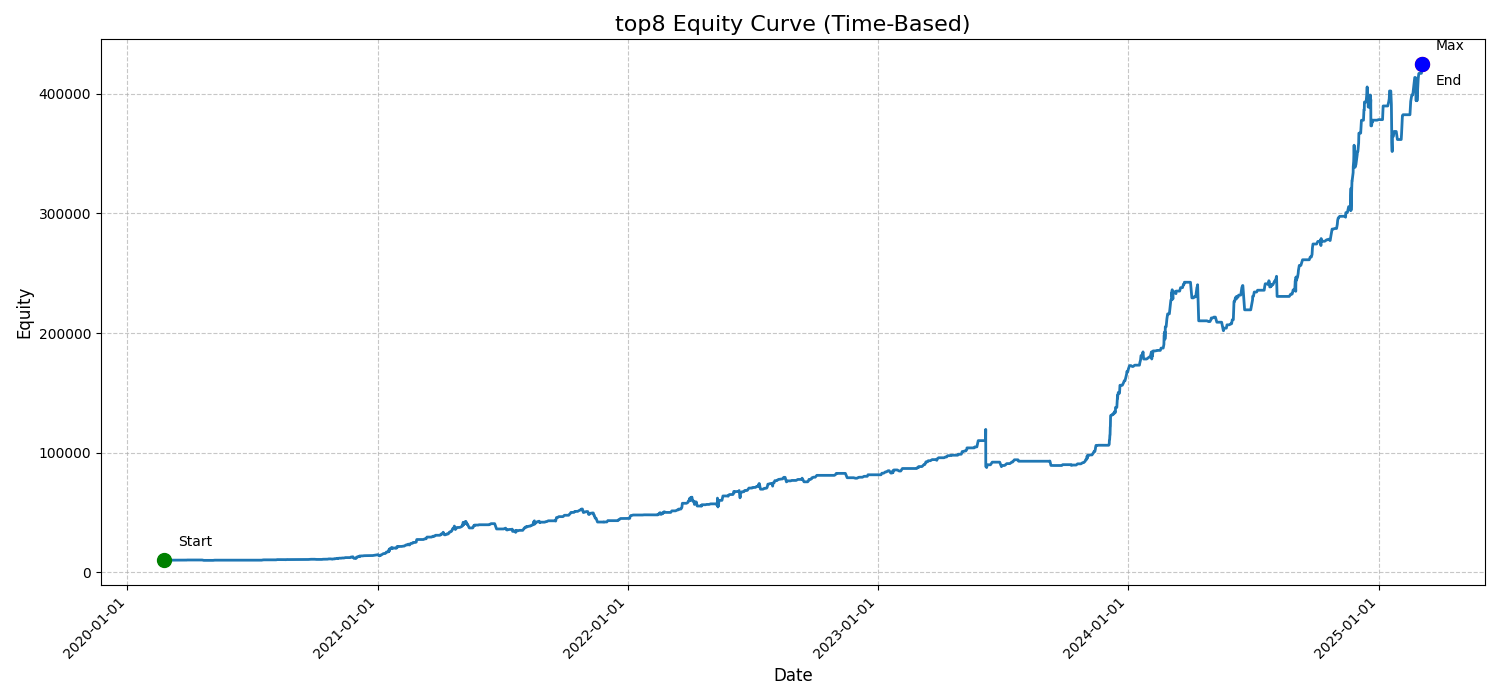 top8 Equity Curve (Time-Based)
Max
End
Start
Equity
400000
300000
200000
100000
0
2020-01-01
2021-01-01
2022-01-01
2023-01-01
2024-01-01
2025-01-01
Date